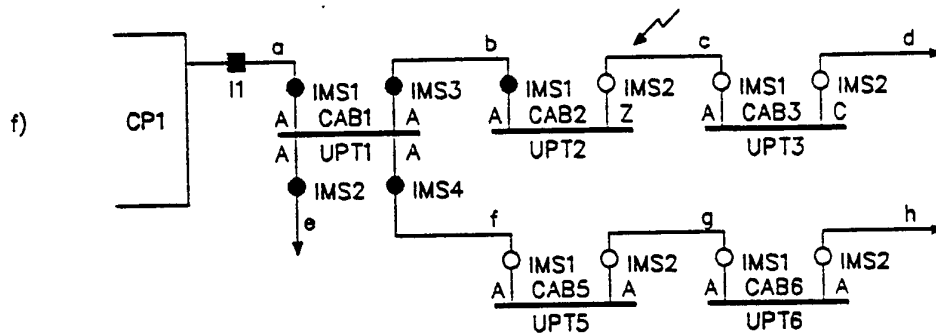 f)
CP1
I1
a
b
c
d
IMS1
IMS3
IMS1
IMS2
IMS1
IMS2
A
CAB1
A
A
CAB2
Z
A
CAB3
C
A
UPT1
A
UPT2
UPT3
IMS2
IMS4
e
f
g
h
IMS1
IMS2
IMS1
IMS2
A
CAB5
A
A
CAB6
A
UPT5
UPT6